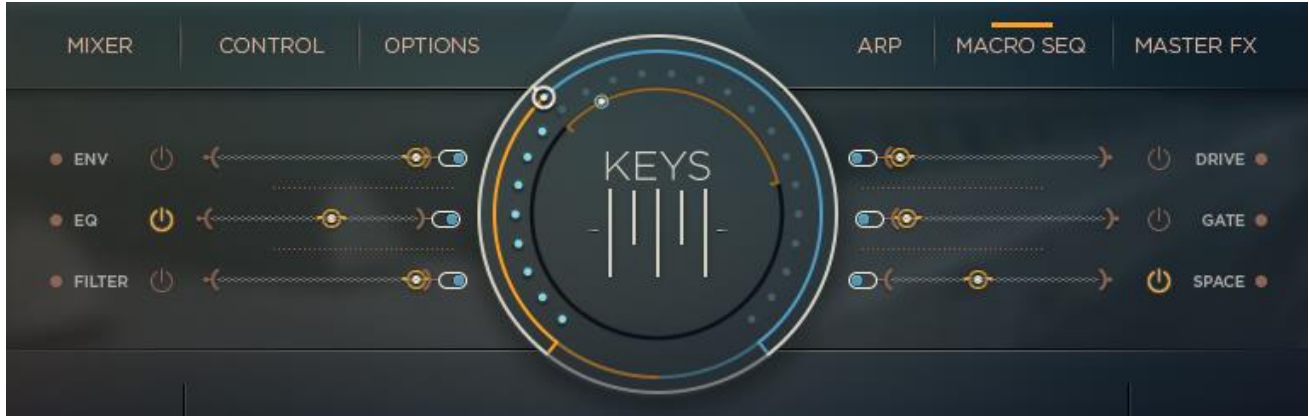 MIXER CONTROL OPTIONS ARP MACRO SEQ MASTER FX
ENV DRIVE
KEYS
EQ GATE
FILTER SPACE